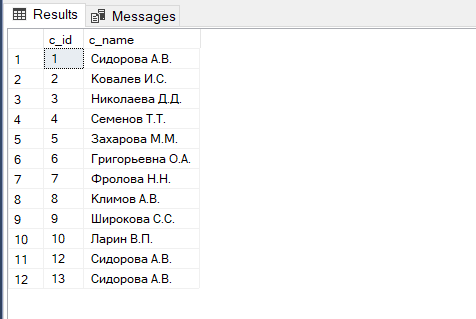 Results Messages
c_id c_name
1 1 Сидорова А.В.
2 2 Ковалев И.С.
3 3 Николаева Д.Д.
4 4 Семенов Т.Т.
5 5 Захарова М.М.
6 6 Григорьевна О.А.
7 7 Фролова Н.Н.
8 8 Климов А.В.
9 9 Широкова С.С.
10 10 Ларин В.П.
11 12 Сидорова А.В.
12 13 Сидорова А.В.